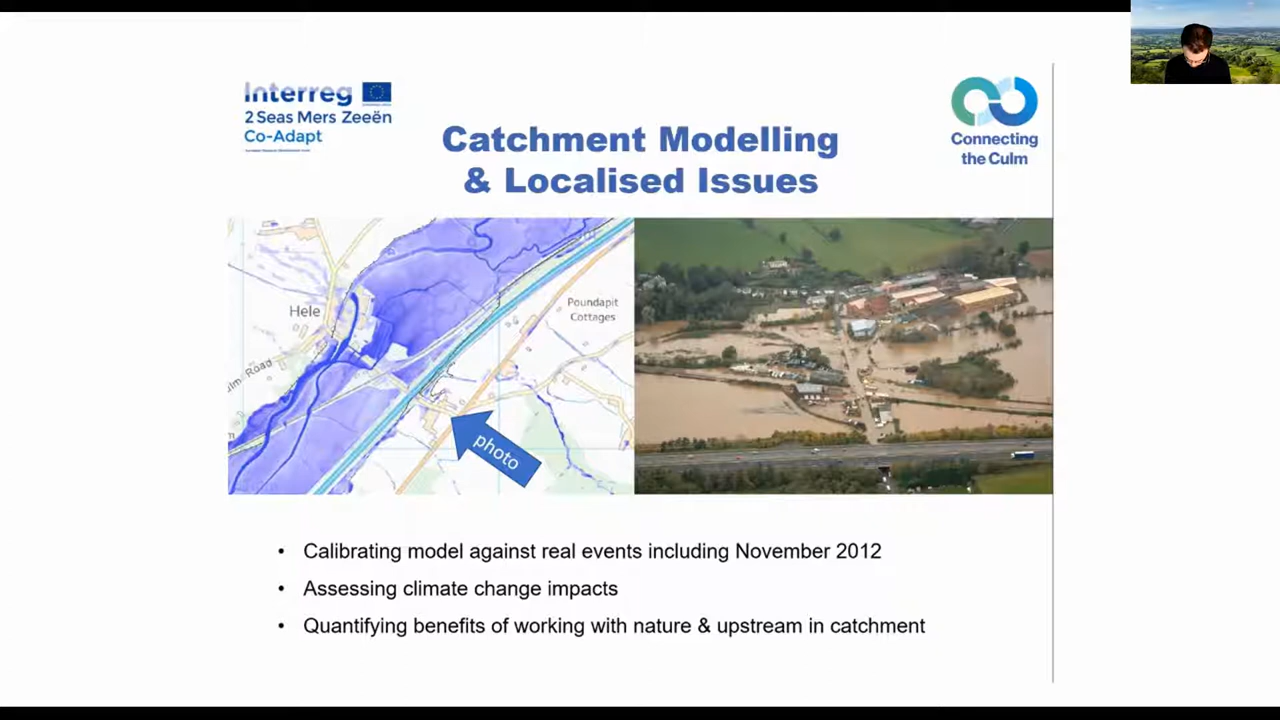 Interreg
2 Seas Mers Zeeën
Co-Adapt
Connecting
the Culm
Catchment Modelling
& Localised Issues
Hele
Poundapit
Cottages
Road
photo
• Calibrating model against real events including November 2012
• Assessing climate change impacts
• Quantifying benefits of working with nature & upstream in catchment